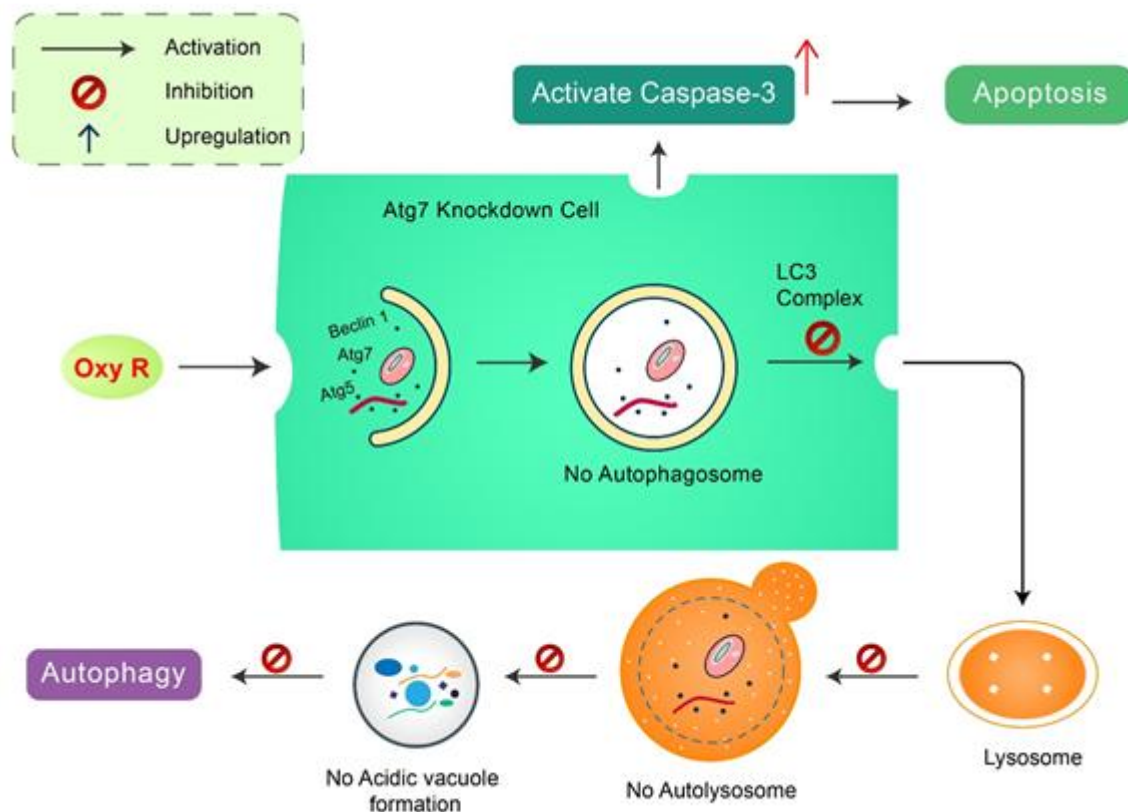 Activation
Inhibition
Upregulation
Activate Caspase-3
Apoptosis
Atg7 Knockdown Cell
LC3
Complex
Beclin 1
Atg7
Atg5
Oxy R
No Autophagosome
Autophagy
No Acidic vacuole
formation
No Autolysosome
Lysosome